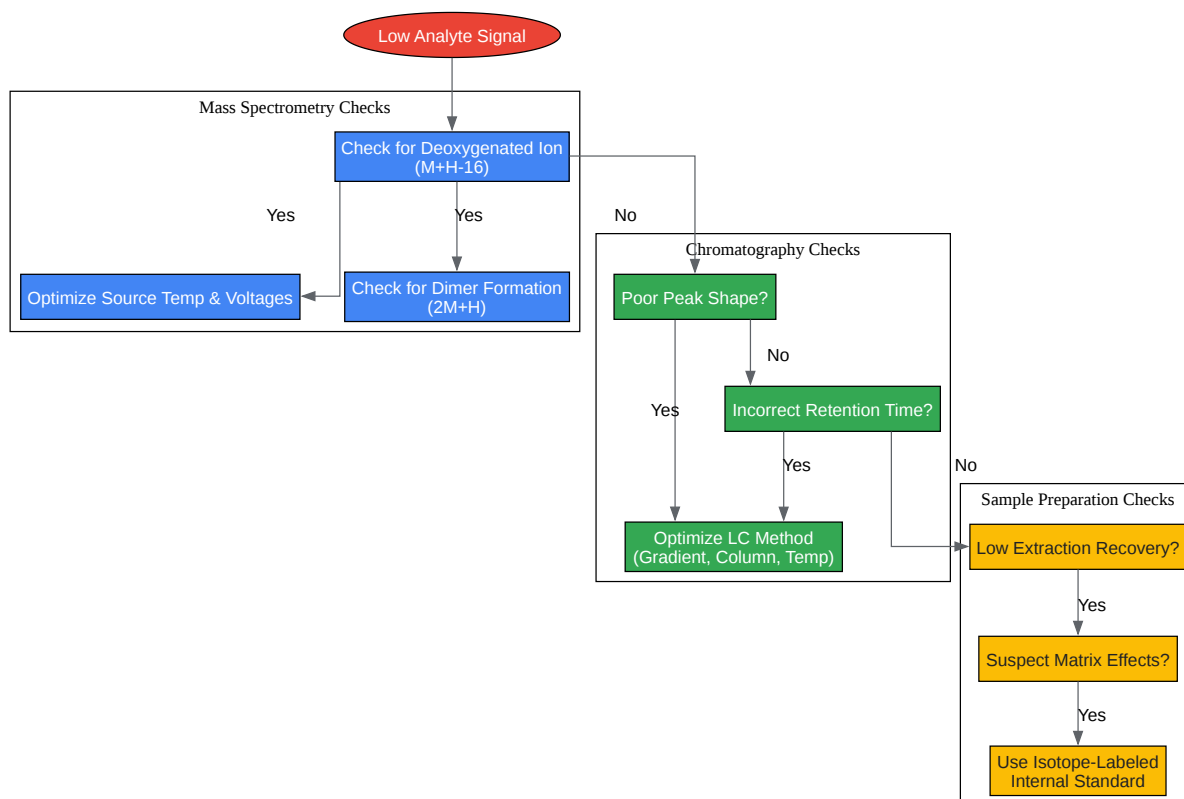 Low Analyte Signal
Mass Spectrometry Checks
Check for Deoxygenated Ion
(M+H-16)
Yes
Yes
No
Optimize Source Temp & Voltages
Check for Dimer Formation
(2M+H)
Chromatography Checks
Poor Peak Shape?
No
Yes
Incorrect Retention Time?
Yes
No
Optimize LC Method
(Gradient, Column, Temp)
Sample Preparation Checks
Low Extraction Recovery?
Yes
Suspect Matrix Effects?
Yes
Use Isotope-Labeled
Internal Standard